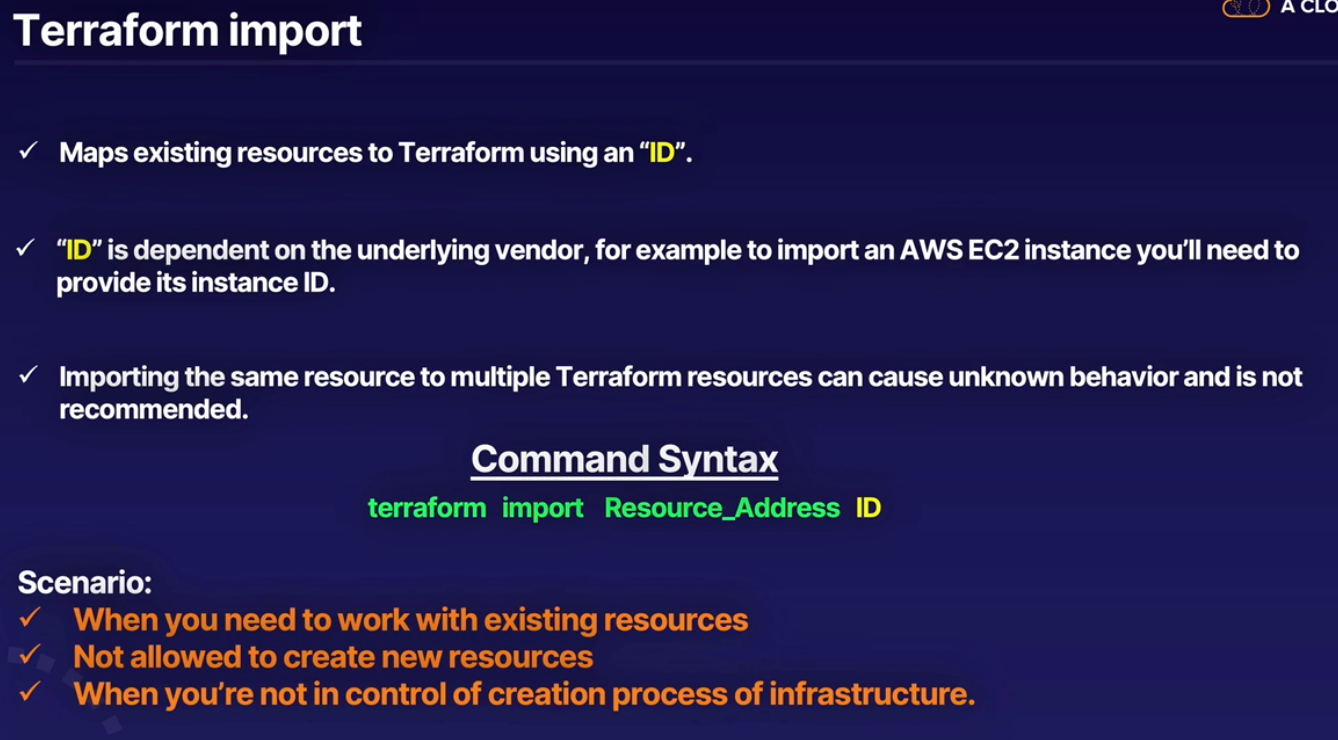 A CLO
Terraform import
✓ Maps existing resources to Terraform using an “ID”.
✓ “ID” is dependent on the underlying vendor, for example to import an AWS EC2 instance you’ll need to
provide its instance ID.
✓ Importing the same resource to multiple Terraform resources can cause unknown behavior and is not
recommended.
Command Syntax
terraform import Resource_Address ID
Scenario:
✓ When you need to work with existing resources
✓ Not allowed to create new resources
✓ When you’re not in control of creation process of infrastructure.